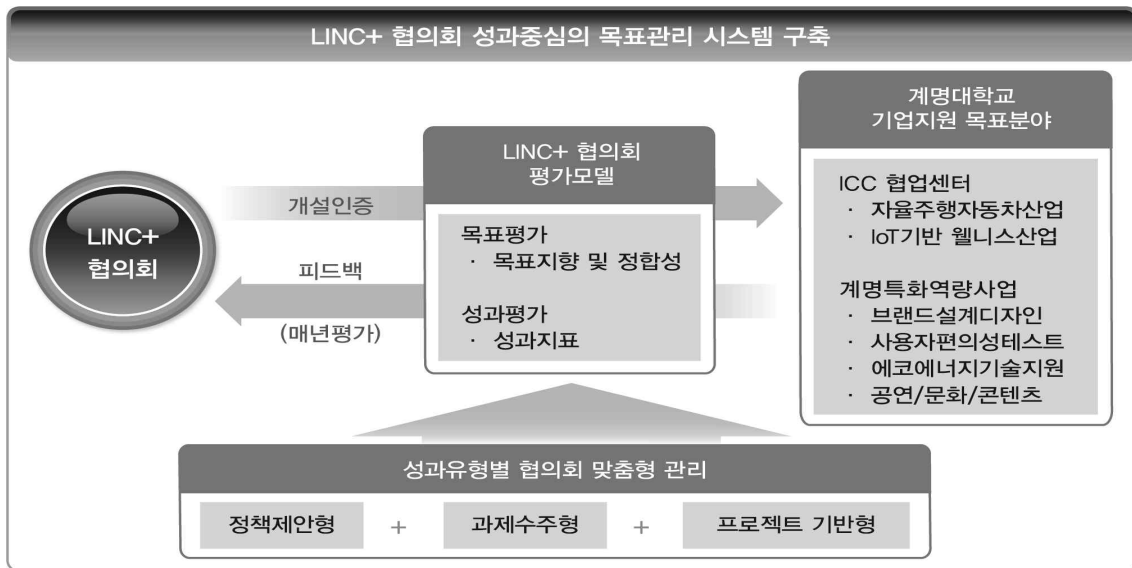 LINC+ 협의회 성과중심의 목표관리 시스템 구축
LINC+
협의회
개설인증
피드백
(매년평가)
LINC+ 협의회
평가모델
목표평가
· 목표지향 및 정합성
성과평가
· 성과지표
계명대학교
기업지원 목표분야
ICC 협업센터
· 자율주행자동차산업
· IoT기반 웰니스산업
계명특화역량사업
· 브랜드설계디자인
· 사용자편의성테스트
· 에코에너지기술지원
· 공연/문화/콘텐츠
성과유형별 협의회 맞춤형 관리
정책제안형 + 과제수주형 + 프로젝트 기반형